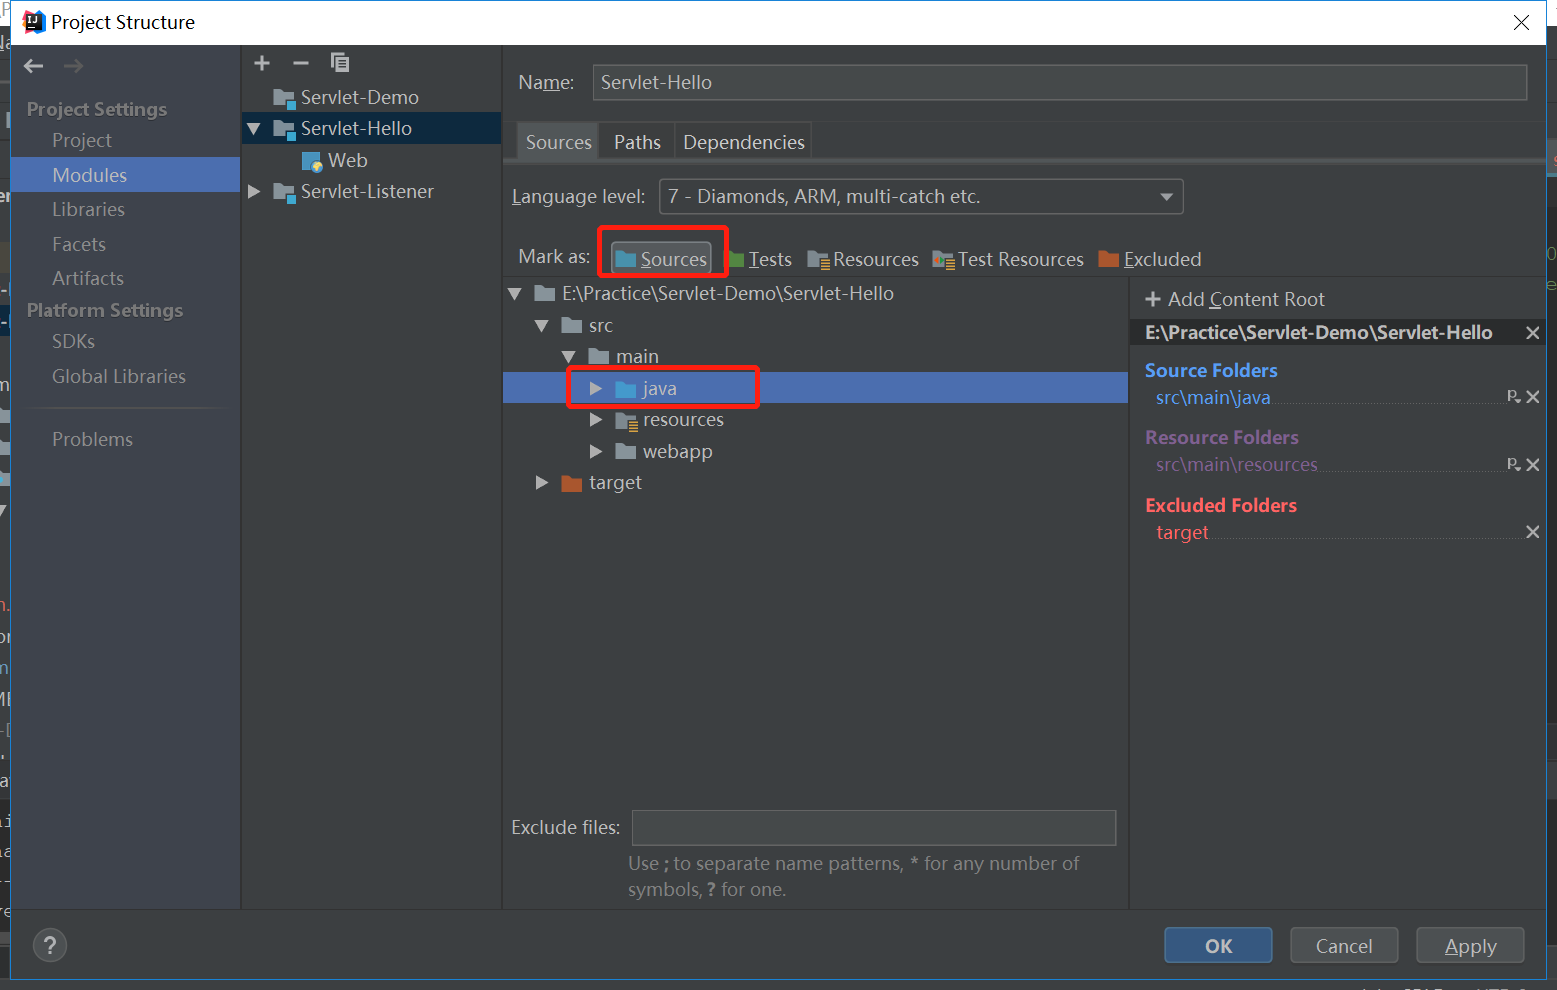 Project Structure
Project Settings
Project
Modules
Libraries
Facets
Artifacts
Platform Settings
SDKs
Global Libraries
Problems
Servlet-Demo
Servlet-Hello
Web
Servlet-Listener
Name: Servlet-Hello
Sources Paths Dependencies
Language level: 7 - Diamonds, ARM, multi-catch etc.
Mark as: Sources Tests Resources Test Resources Excluded
E:\Practice\Servlet-Demo\Servlet-Hello
src
main
java
resources
webapp
target
Add Content Root
E:\Practice\Servlet-Demo\Servlet-Hello
Source Folders
src\main\java
Resource Folders
src\main\resources
Excluded Folders
target
Exclude files:
Use ; to separate name patterns, * for any number of
symbols, ? for one.
?
OK Cancel Apply